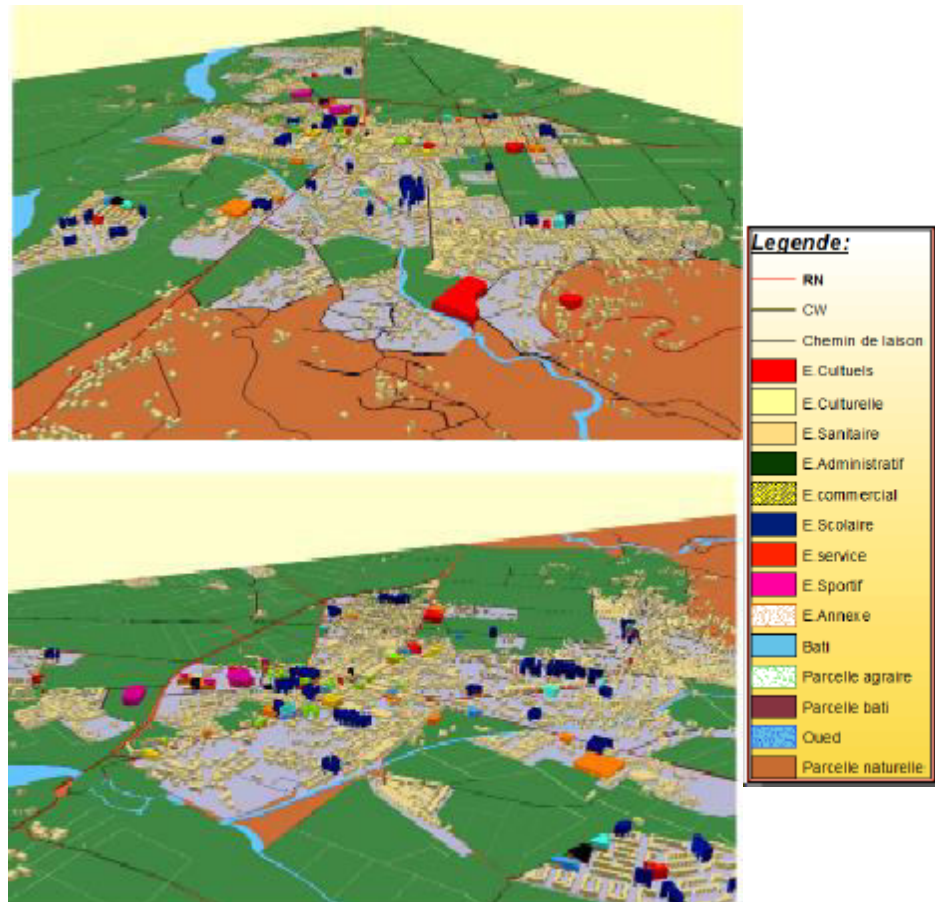 Legende:
RN
CW
Chemin de laison
E.Cultuels
E.Culturelle
E.Sanitaire
E.Administratif
E.commercial
E.Scolaire
E.service
E.Sportif
E.Annexe
Bati
Parcelle agraire
Parcelle bati
Oued
Parcelle naturelle